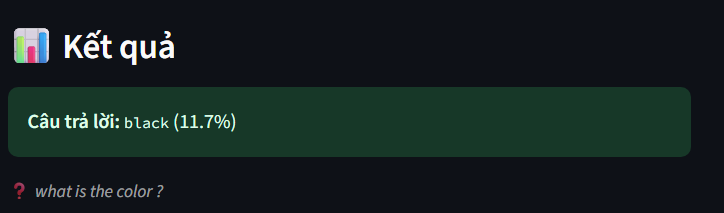 Kết quả
Câu trả lời: black (11.7%)
what is the color ?